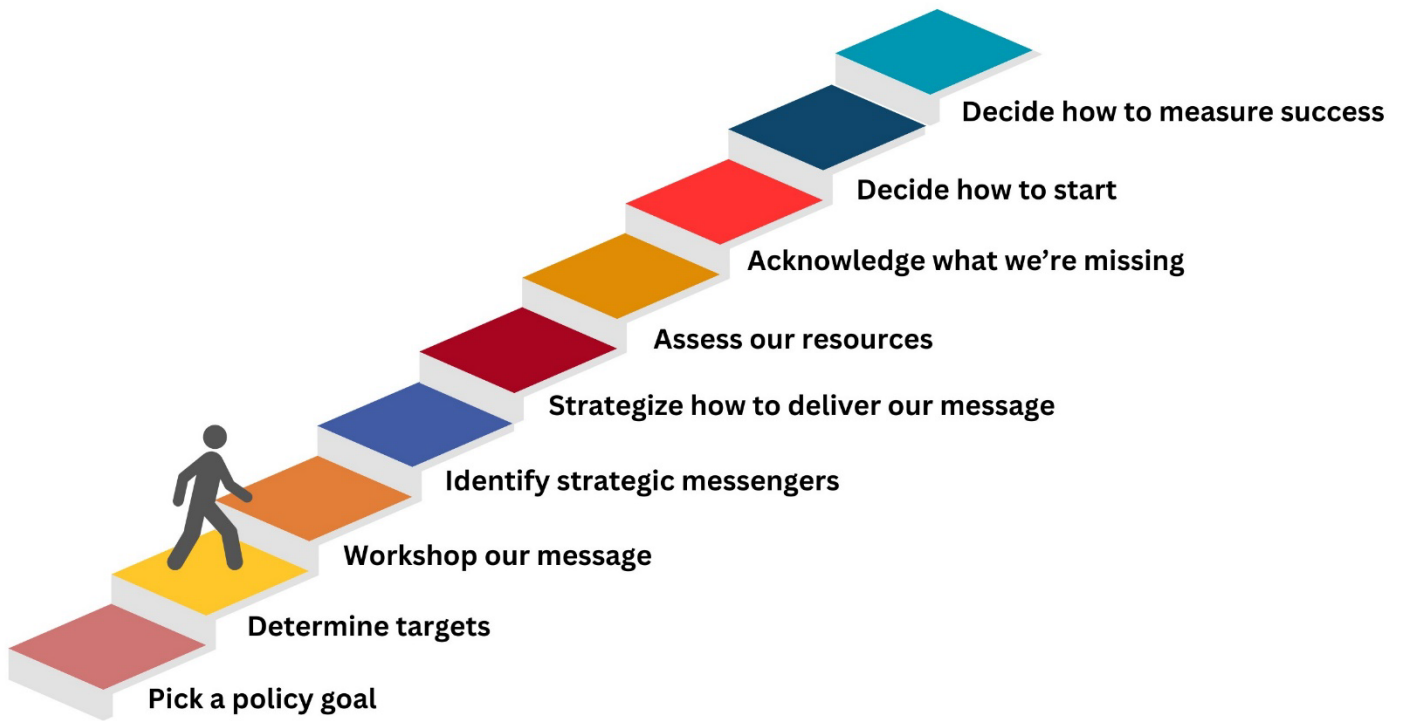 Decide how to measure success
Decide how to start
Acknowledge what we’re missing
Assess our resources
Strategize how to deliver our message
Identify strategic messengers
Workshop our message
Determine targets
Pick a policy goal